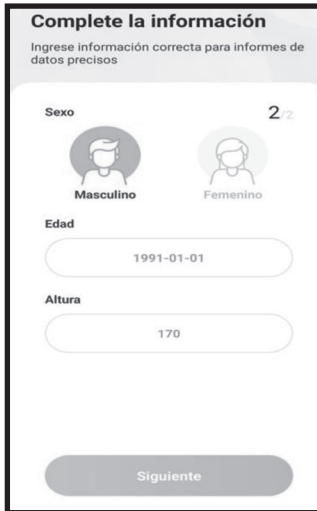 Complete la información
Ingrese información correcta para informes de
datos precisos
Sexo 2/2
Masculino Femenino
Edad
1991-01-01
Altura
170
Siguiente